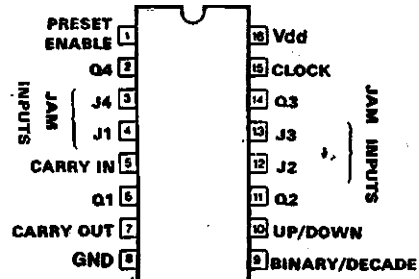 PRESET
ENABLE 1
Q4 2
J4 3
J1 4
JAM
INPUTS
CARRY IN 5
Q1 6
CARRY OUT 7
GND 8
16 Vdd
15 CLOCK
14 Q3
13 J3
12 J2
JAM INPUTS
11 Q2
10 UP/DOWN
9 BINARY/DECADE